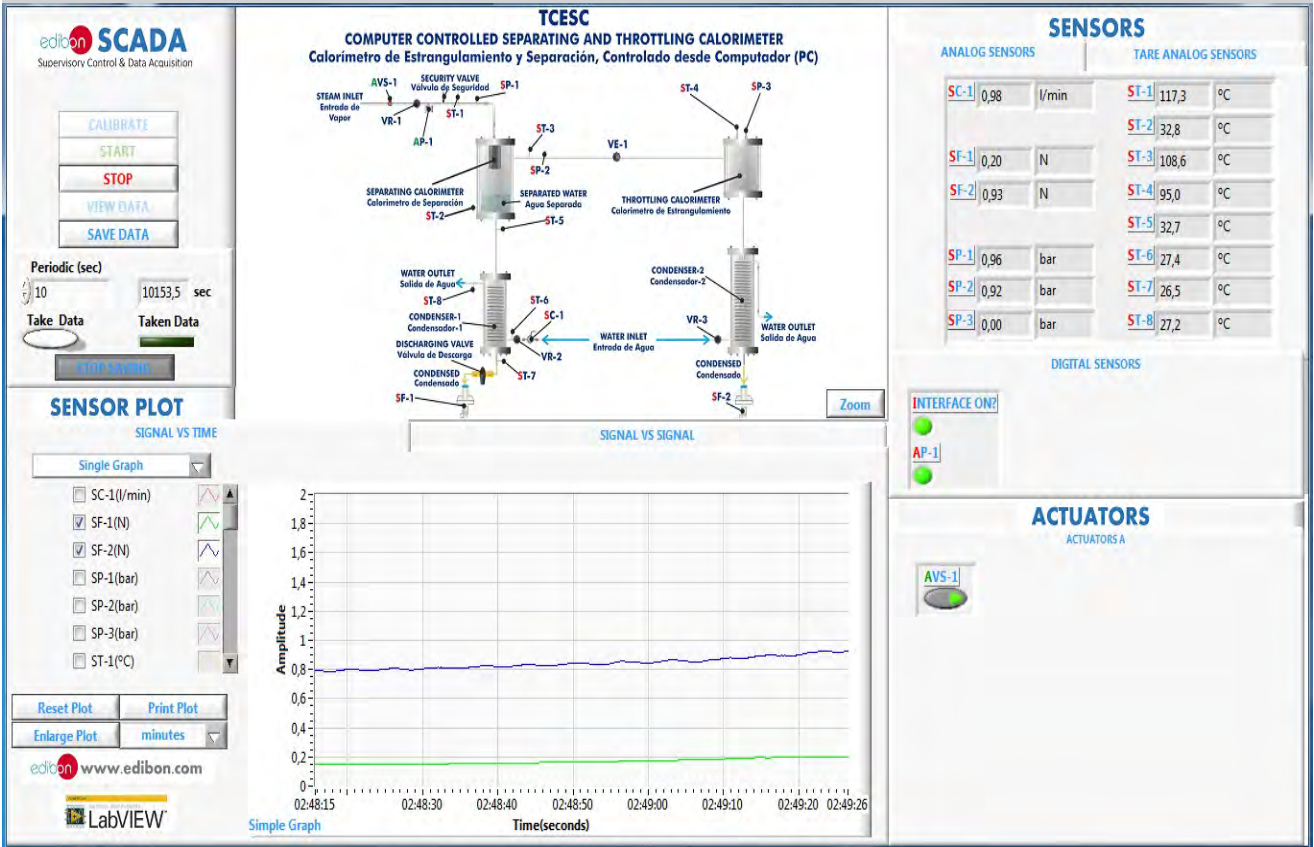 edibon SCADA
Supervisory Control & Data Acquisition
CALIBRATE
START
STOP
VIEW DATA
SAVE DATA
Periodic (sec)
10
10153,5 sec
Take Data
Taken Data
STOP SAVING
TCESC
COMPUTER CONTROLLED SEPARATING AND THROTTLING CALORIMETER
Calorímetro de Estrangulamiento y Separación, Controlado desde Computador (PC)
AVS-1
SECURITY VALVE
Válvula de Seguridad
SP-1
STEAM INLET
Entrada de
Vapor
VR-1
ST-1
AP-1
ST-3
SP-2
VE-1
ST-4
SP-3
SEPARATING CALORIMETER
Calorímetro de Separación
ST-2
SEPARATED WATER
Agua Separada
ST-5
THROTTLING CALORIMETER
Calorímetro de Estrangulamiento
WATER OUTLET
Salida de Agua
ST-8
CONDENSER-1
Condensador-1
ST-6
SC-1
DISCHARGING VALVE
Válvula de Descarga
VR-2
CONDENSED
Condensado
ST-7
SF-1
WATER INLET
Entrada de Agua
CONDENSER-2
Condensador-2
VR-3
WATER OUTLET
Salida de Agua
CONDENSED
Condensado
SF-2
Zoom
SENSORS
ANALOG SENSORS
TARE ANALOG SENSORS
SC-1 0,98 l/min
ST-1 117,3 ºC
ST-2 32,8 ºC
SF-1 0,20 N
ST-3 108,6 ºC
SF-2 0,93 N
ST-4 95,0 ºC
ST-5 32,7 ºC
SP-1 0,96 bar
ST-6 27,4 ºC
SP-2 0,92 bar
ST-7 26,5 ºC
SP-3 0,00 bar
ST-8 27,2 ºC
DIGITAL SENSORS
INTERFACE ON?
AP-1
ACTUATORS
ACTUATORS A
AVS-1
SENSOR PLOT
SIGNAL VS TIME
SIGNAL VS SIGNAL
Single Graph
SC-1(l/min)
SF-1(N)
SF-2(N)
SP-1(bar)
SP-2(bar)
SP-3(bar)
ST-1(ºC)
Reset Plot
Print Plot
Enlarge Plot
minutes
edibon www.edibon.com
LabVIEW
Amplitude
2
1,8
1,6
1,4
1,2
1
0,8
0,6
0,4
0,2
0
02:48:15 02:48:30 02:48:40 02:48:50 02:49:00 02:49:10 02:49:20 02:49:26
Simple Graph
Time(seconds)